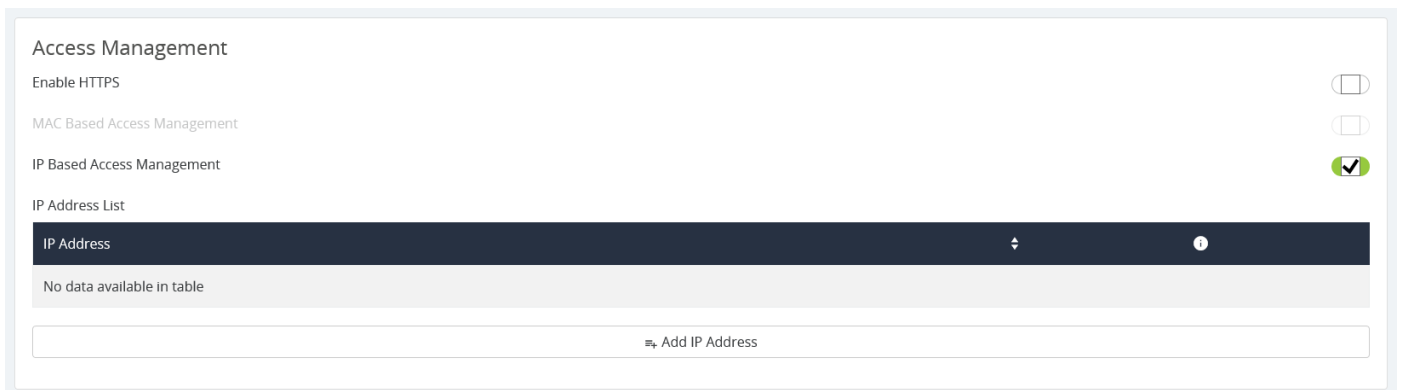 Access Management
Enable HTTPS
MAC Based Access Management
IP Based Access Management
IP Address List
IP Address
No data available in table
Add IP Address